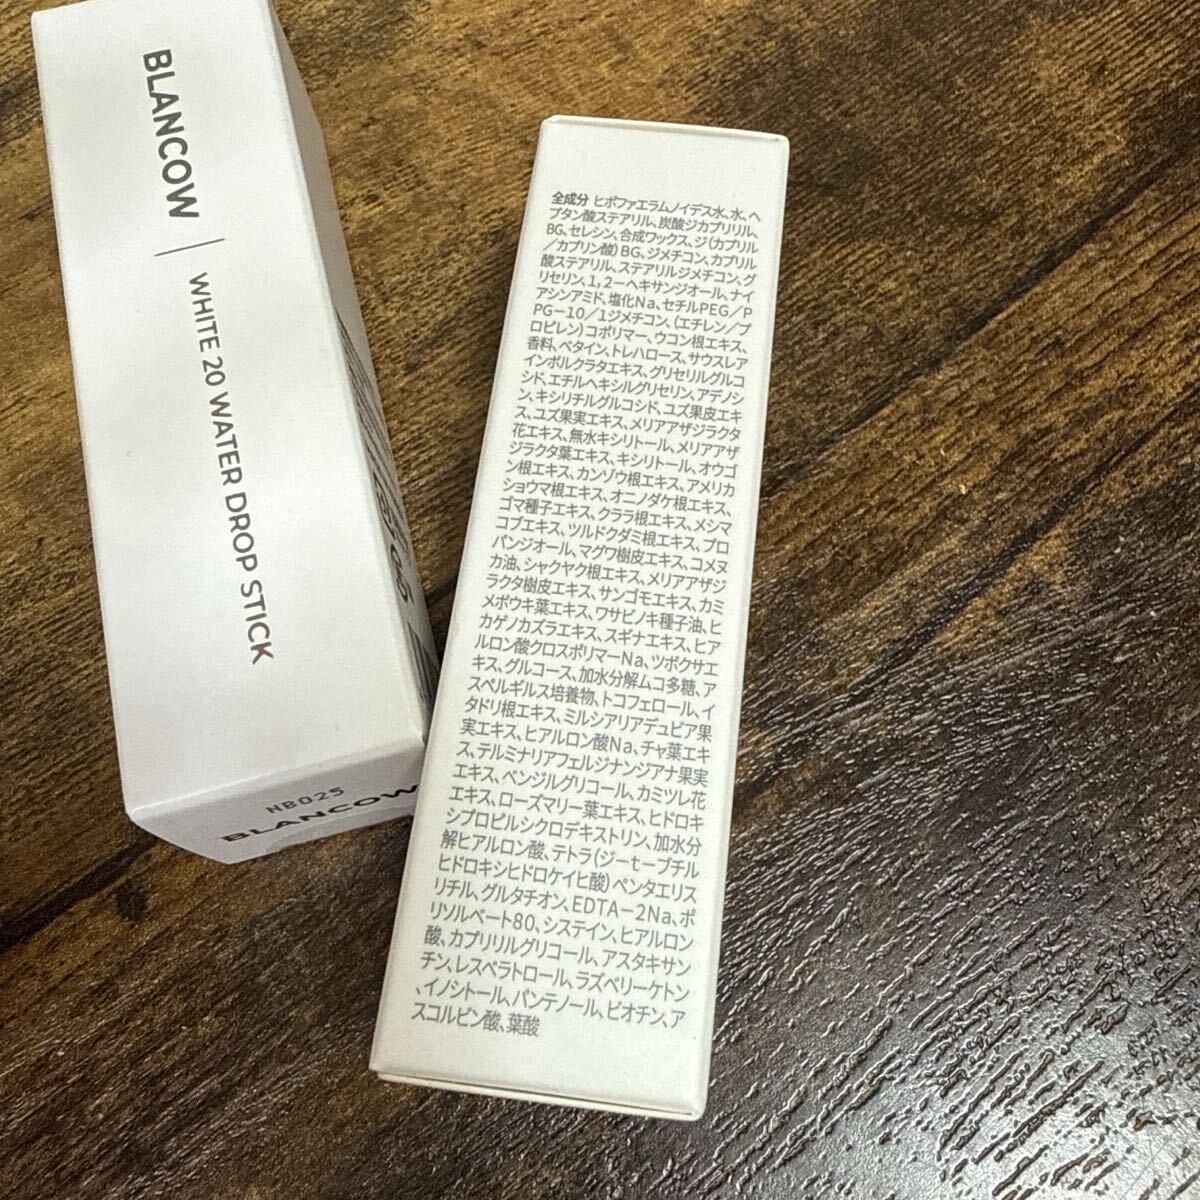 BLANCOW | WHITE 20 WATER DROP STICK
NB025
BLANCOW
全成分 ヒポファエラムノイデス水、水、ヘ
プタン酸ステアリル、炭酸ジカプリリル、
BG、セレシン、合成ワックス、ジ(カプリル
/カプリン酸)BG、ジメチコン、カプリル
酸ステアリル、ステアリルジメチコン、グ
リセリン、1,2-ヘキサンジオール、ナイ
アシンアミド、塩化Na、セチルPEG/P
PG-10/1ジメチコン、(エチレン/プ
ロピレン)コポリマー、ウコン根エキス、
香料、ベタイン、トレハロース、サウスレア
インボルクラタエキス、グリセリルグルコ
シド、エチルヘキシルグリセリン、アデノシ
ン、キシリチルグルコシド、ユズ果皮エキ
ス、ユズ果実エキス、メリアアザジラクタ
花エキス、無水キシリトール、メリアアザ
ジラクタ葉エキス、キシリトール、オウゴ
ン根エキス、カンゾウ根エキス、アメリカ
ショウマ根エキス、オニノダケ根エキス、
ゴマ種子エキス、クララ根エキス、メシマ
コブエキス、ツルドクダミ根エキス、プロ
パンジオール、マグワ樹皮エキス、コメヌ
カ油、シャクヤク根エキス、メリアアザジ
ラクタ樹皮エキス、サンゴモエキス、カミ
メボウキ葉エキス、ワサビノキ種子油、ヒ
カゲノカズラエキス、スギナエキス、ヒア
ルロン酸クロスポリマーNa、ツボクサエ
キス、グルコース、加水分解ムコ多糖、ア
スペルギルス培養物、トコフェロール、イ
タドリ根エキス、ミルシアリアデュビア果
実エキス、ヒアルロン酸Na、チャ葉エキ
ス、テルミナリアフェルジナンジアナ果実
エキス、ベンジルグリコール、カミツレ花
エキス、ローズマリー葉エキス、ヒドロキ
シプロピルシクロデキストリン、加水分
解ヒアルロン酸、テトラ(ジ-t-ブチル
ヒドロキシヒドロケイヒ酸)ペンタエリス
リチル、グルタチオン、EDTA-2Na、ポ
リソルベート80、システイン、ヒアルロン
酸、カプリリルグリコール、アスタキサン
チン、レスベラトロール、ラズベリーケトン
、イノシトール、パンテノール、ビオチン、ア
スコルビン酸、葉酸